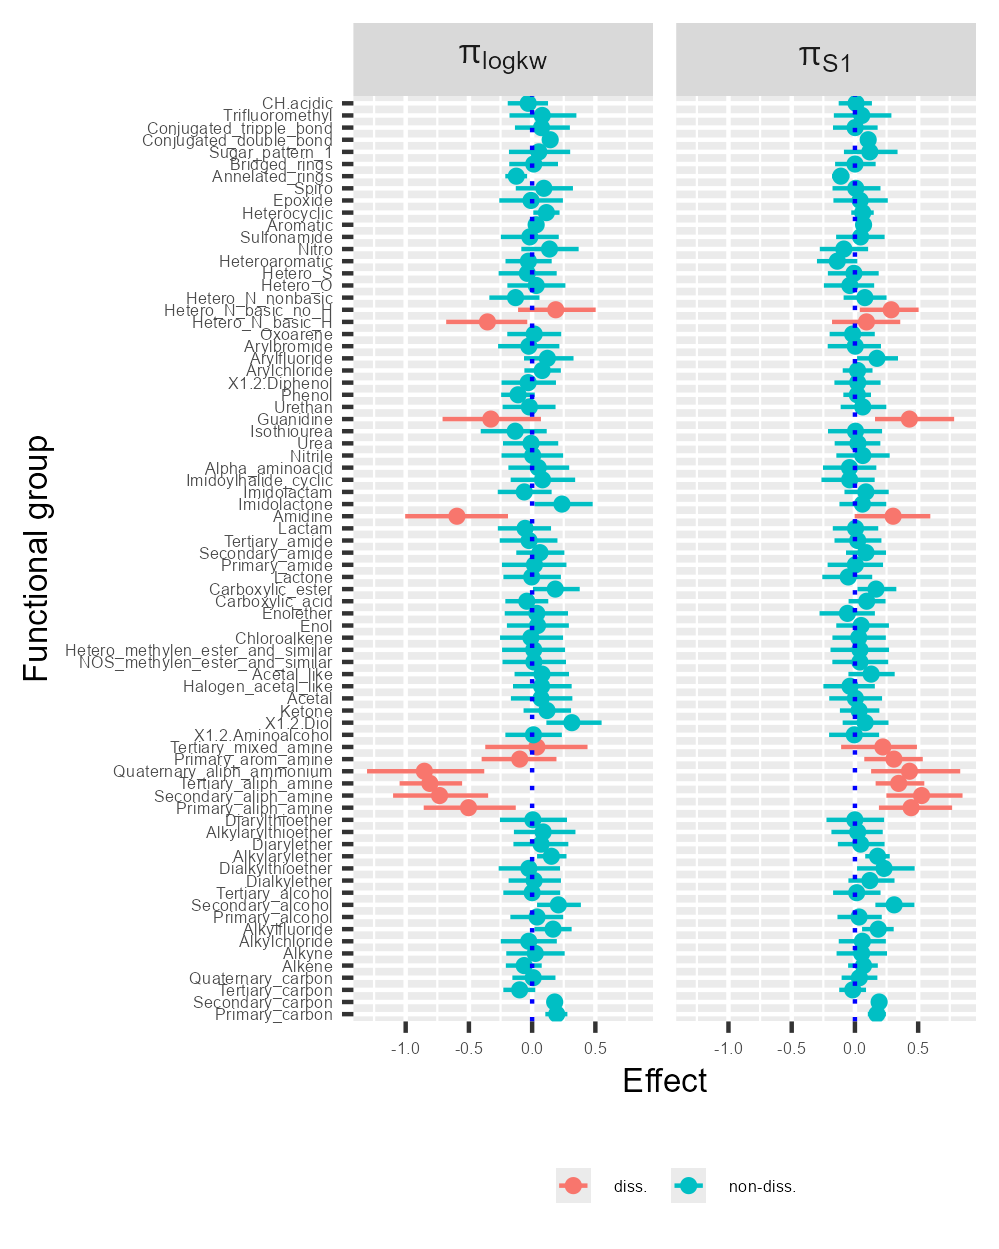 πlogkw πS1
CH.acidic
Trifluoromethyl
Conjugated_tripple_bond
Conjugated_double_bond
Sugar_pattern_1
Bridged_rings
Annelated_rings
Spiro
Epoxide
Heterocyclic
Aromatic
Sulfonamide
Nitro
Heteroaromatic
Hetero_S
Hetero_O
Hetero_N_nonbasic
Hetero_N_basic_no_H
Hetero_N_basic_H
Oxoarene
Arylbromide
Arylfluoride
Arylchloride
X1.2.Diphenol
Phenol
Urethan
Guanidine
Isothiourea
Urea
Nitrile
Alpha_aminoacid
Imidoylhalide_cyclic
Imidolactam
Imidolactone
Amidine
Lactam
Tertiary_amide
Secondary_amide
Primary_amide
Lactone
Carboxylic_ester
Carboxylic_acid
Enolether
Enol
Chloroalkene
Hetero_methylen_ester_and_similar
NOS_methylen_ester_and_similar
Acetal_like
Halogen_acetal_like
Acetal
Ketone
X1.2.Diol
X1.2.Aminoalcohol
Tertiary_mixed_amine
Primary_arom_amine
Quaternary_aliph_ammonium
Tertiary_aliph_amine
Secondary_aliph_amine
Primary_aliph_amine
Diarylthioether
Alkylarylthioether
Diarylether
Alkylarylether
Dialkylthioether
Dialkylether
Tertiary_alcohol
Secondary_alcohol
Primary_alcohol
Alkylfluoride
Alkylchloride
Alkyne
Alkene
Quaternary_carbon
Tertiary_carbon
Secondary_carbon
Primary_carbon
Functional group
-1.0 -0.5 0.0 0.5 -1.0 -0.5 0.0 0.5
Effect
diss. non-diss.